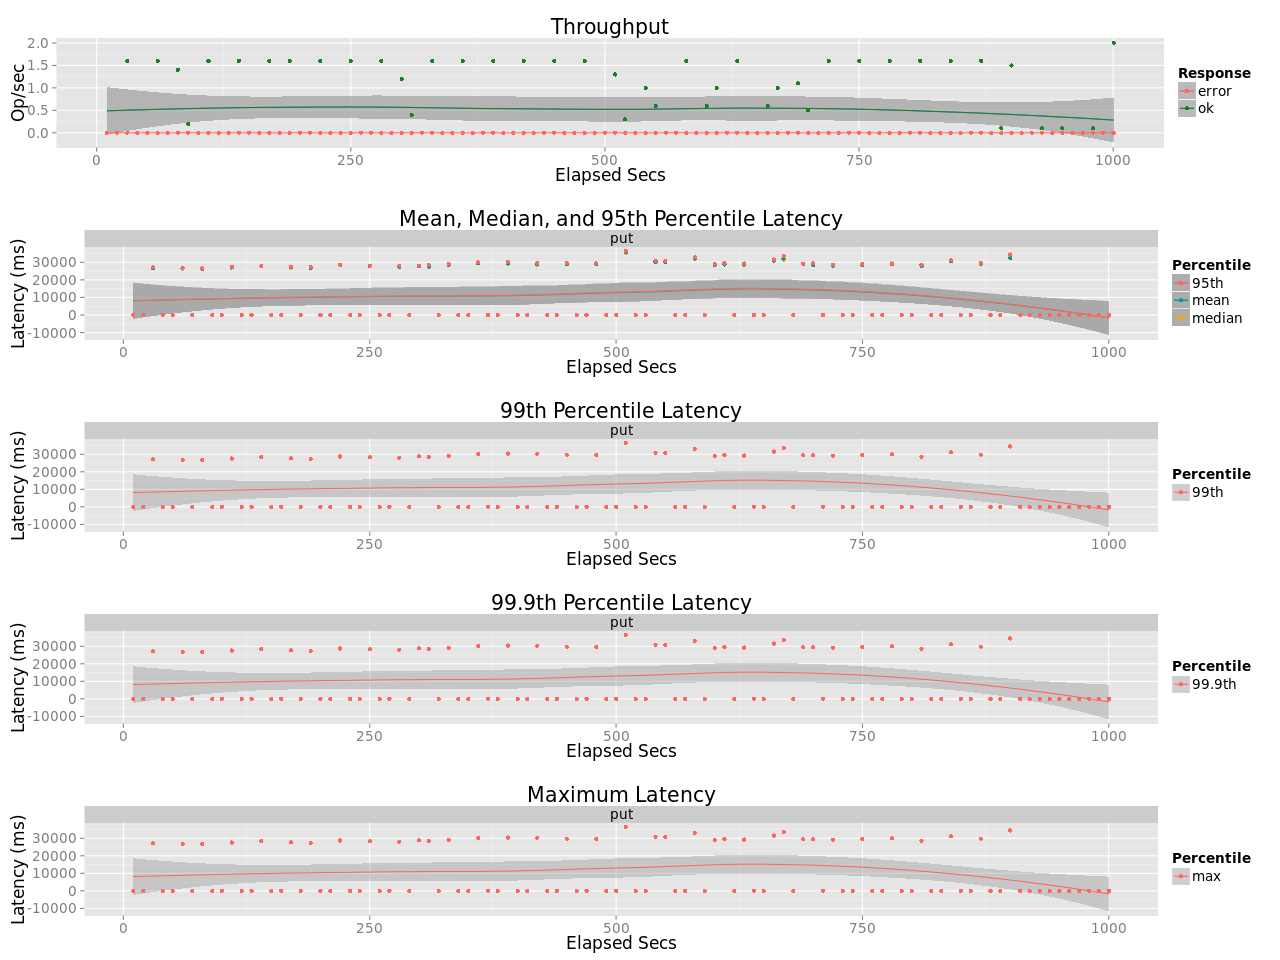 Throughput
Op/sec
2.0
1.5
1.0
0.5
0.0
0 250 500 750 1000
Elapsed Secs
Response
error
ok
Mean, Median, and 95th Percentile Latency
put
Latency (ms)
30000
20000
10000
0
-10000
0 250 500 750 1000
Elapsed Secs
Percentile
95th
mean
median
99th Percentile Latency
put
Latency (ms)
30000
20000
10000
0
-10000
0 250 500 750 1000
Elapsed Secs
Percentile
99th
99.9th Percentile Latency
put
Latency (ms)
30000
20000
10000
0
-10000
0 250 500 750 1000
Elapsed Secs
Percentile
99.9th
Maximum Latency
put
Latency (ms)
30000
20000
10000
0
-10000
0 250 500 750 1000
Elapsed Secs
Percentile
max